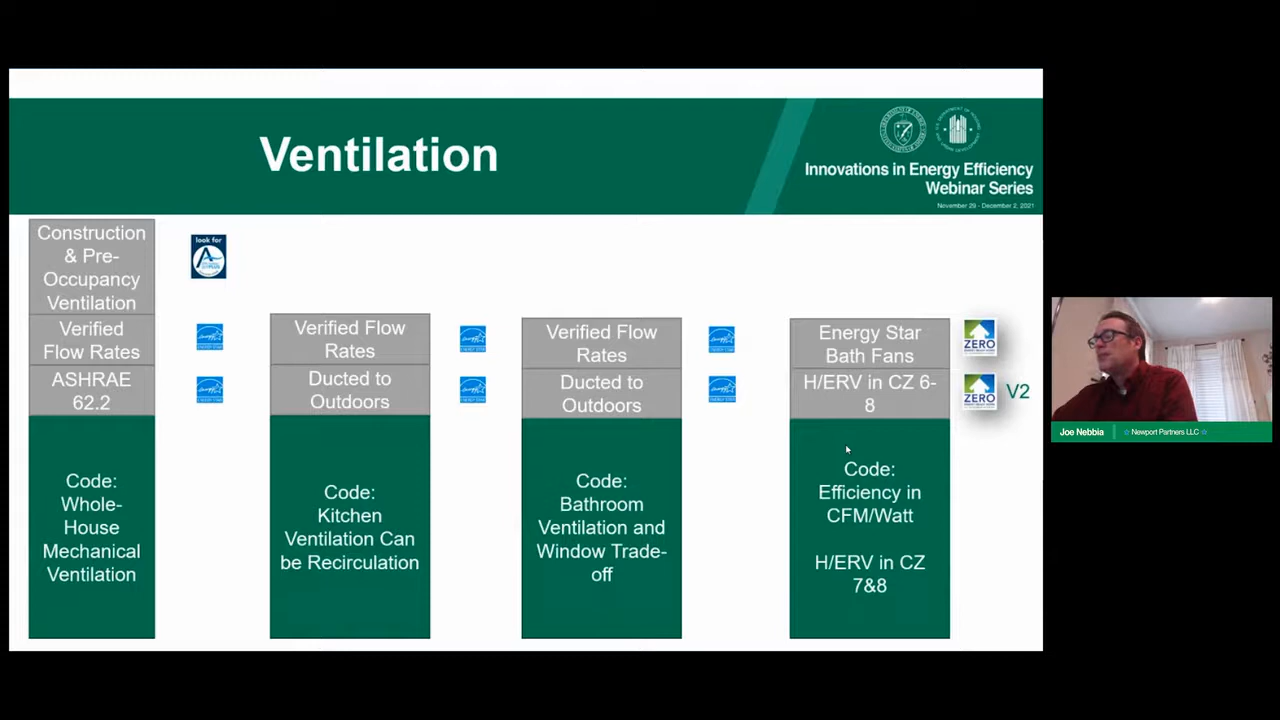 Ventilation
Innovations in Energy Efficiency
Webinar Series
November 29 - December 2, 2021
Construction
& Pre-
Occupancy
Ventilation
look for
Verified
Flow Rates
ASHRAE
62.2
Code:
Whole-
House
Mechanical
Ventilation
Verified Flow
Rates
Ducted to
Outdoors
Code:
Kitchen
Ventilation Can
be Recirculation
Verified Flow
Rates
Ducted to
Outdoors
Code:
Bathroom
Ventilation and
Window Trade-
off
Energy Star
Bath Fans
ZERO
H/ERV in CZ 6-
8
ZERO
V2
Code:
Efficiency in
CFM/Watt
H/ERV in CZ
7&8
Joe Nebbia
Newport Partners LLC